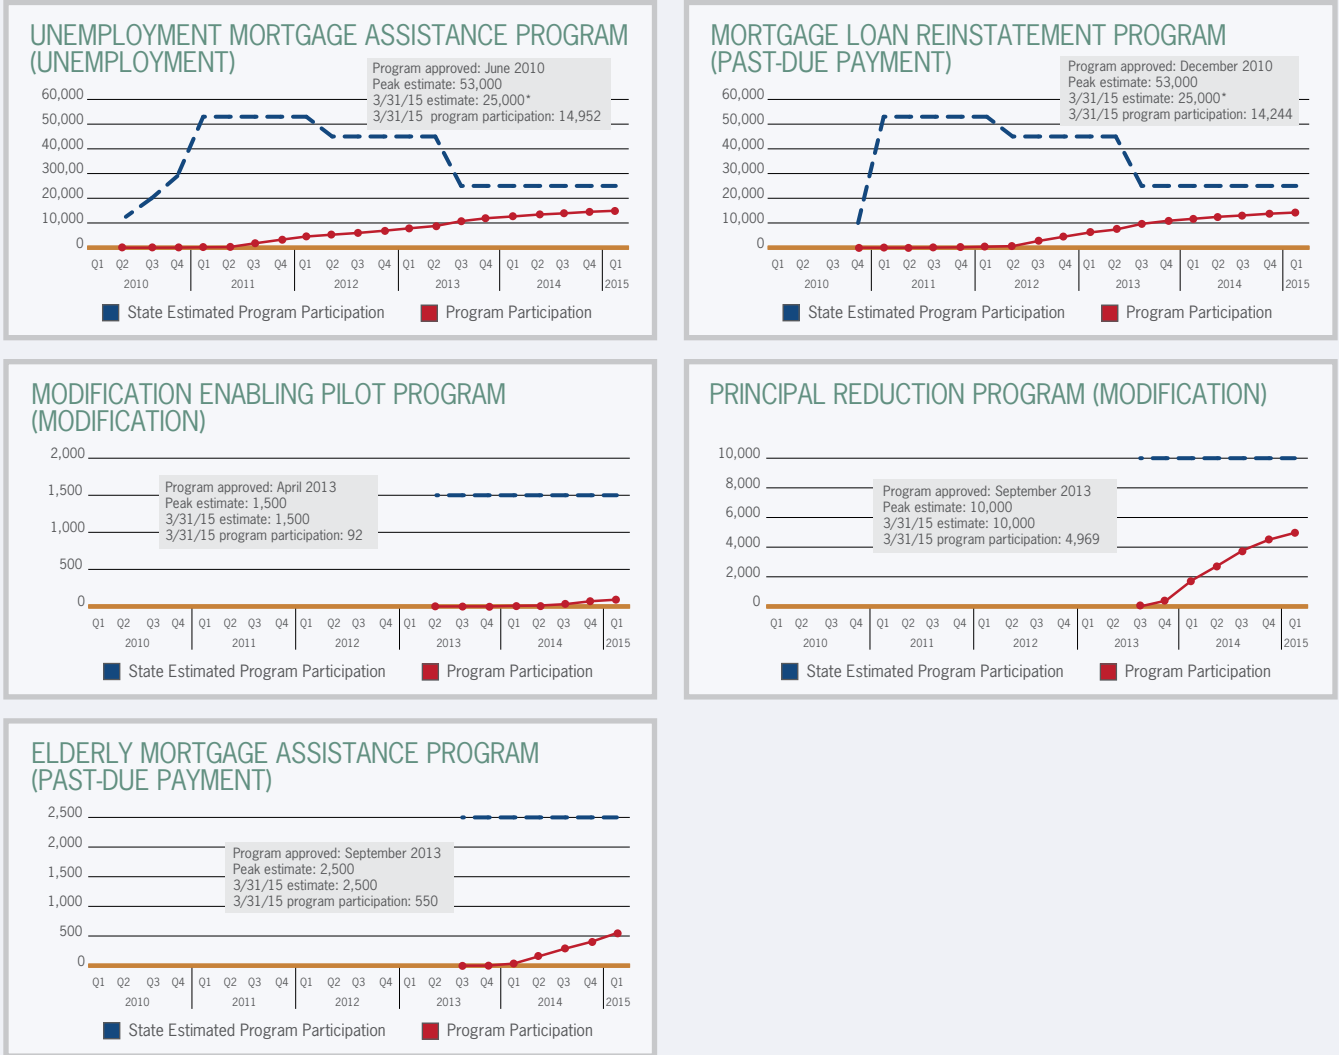 UNEMPLOYMENT MORTGAGE ASSISTANCE PROGRAM
(UNEMPLOYMENT)
Program approved: June 2010
Peak estimate: 53,000
3/31/15 estimate: 25,000*
3/31/15 program participation: 14,952
60,000
50,000
40,000
300,000
20,000
10,000
0
Q1 Q2 Q3 Q4 Q1 Q2 Q3 Q4 Q1 Q2 Q3 Q4 Q1 Q2 Q3 Q4 Q1 Q2 Q3 Q4 Q1
2010 2011 2012 2013 2014 2015
State Estimated Program Participation Program Participation
MORTGAGE LOAN REINSTATEMENT PROGRAM
(PAST-DUE PAYMENT)
Program approved: December 2010
Peak estimate: 53,000
3/31/15 estimate: 25,000*
3/31/15 program participation: 14,244
60,000
50,000
40,000
30,000
20,000
10,000
0
Q1 Q2 Q3 Q4 Q1 Q2 Q3 Q4 Q1 Q2 Q3 Q4 Q1 Q2 Q3 Q4 Q1 Q2 Q3 Q4 Q1
2010 2011 2012 2013 2014 2015
State Estimated Program Participation Program Participation
MODIFICATION ENABLING PILOT PROGRAM
(MODIFICATION)
2,000
1,500
1,000
500
0
Program approved: April 2013
Peak estimate: 1,500
3/31/15 estimate: 1,500
3/31/15 program participation: 92
Q1 Q2 Q3 Q4 Q1 Q2 Q3 Q4 Q1 Q2 Q3 Q4 Q1 Q2 Q3 Q4 Q1 Q2 Q3 Q4 Q1
2010 2011 2012 2013 2014 2015
State Estimated Program Participation Program Participation
PRINCIPAL REDUCTION PROGRAM (MODIFICATION)
10,000
8,000
6,000
4,000
2,000
0
Program approved: September 2013
Peak estimate: 10,000
3/31/15 estimate: 10,000
3/31/15 program participation: 4,969
Q1 Q2 Q3 Q4 Q1 Q2 Q3 Q4 Q1 Q2 Q3 Q4 Q1 Q2 Q3 Q4 Q1 Q2 Q3 Q4 Q1
2010 2011 2012 2013 2014 2015
State Estimated Program Participation Program Participation
ELDERLY MORTGAGE ASSISTANCE PROGRAM
(PAST-DUE PAYMENT)
2,500
2,000
1,500
1,000
500
0
Program approved: September 2013
Peak estimate: 2,500
3/31/15 estimate: 2,500
3/31/15 program participation: 550
Q1 Q2 Q3 Q4 Q1 Q2 Q3 Q4 Q1 Q2 Q3 Q4 Q1 Q2 Q3 Q4 Q1 Q2 Q3 Q4 Q1
2010 2011 2012 2013 2014 2015
State Estimated Program Participation Program Participation